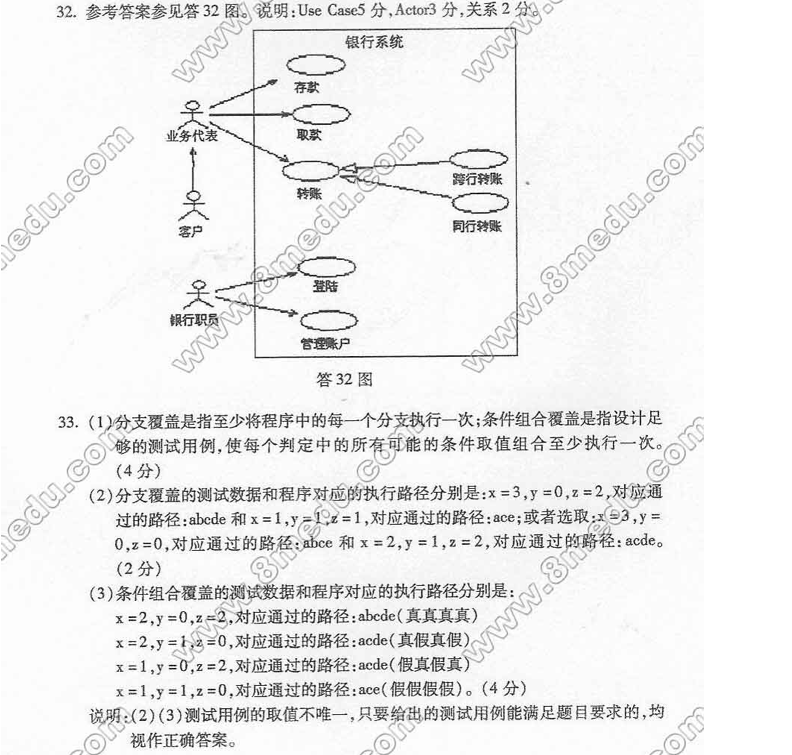 32. 参考答案参见答 32 图。说明:Use Case5 分,Actor3 分,关系 2 分。
银行系统
存款
业务代表
取款
转账
跨行转账
客户
同行转账
登陆
银行职员
管理账户
答 32 图
33. (1)分支覆盖是指至少将程序中的每一个分支执行一次;条件组合覆盖是指设计足
够的测试用例,使每个判定中的所有可能的条件取值组合至少执行一次。
(4 分)
(2)分支覆盖的测试数据和程序对应的执行路径分别是:x=3,y=0,z=2,对应通
过的路径:abcde 和 x=1,y=1,z=1,对应通过的路径:ace;或者选取:x=3,y=
0,z=0,对应通过的路径:abce 和 x=2,y=1,z=2,对应通过的路径:acde。
(2 分)
(3)条件组合覆盖的测试数据和程序对应的执行路径分别是:
x=2,y=0,z=2,对应通过的路径:abcde(真真真真)
x=2,y=1,z=0,对应通过的路径:acde(真假真假)
x=1,y=0,z=2,对应通过的路径:acde(假真假真)
x=1,y=1,z=0,对应通过的路径:ace(假假假假)。(4 分)
说明:(2)(3)测试用例的取值不唯一,只要给出的测试用例能满足题目要求的,均
视作正确答案。
www.8medu.com
www.8medu.com
www.8medu.com
www.8medu.com